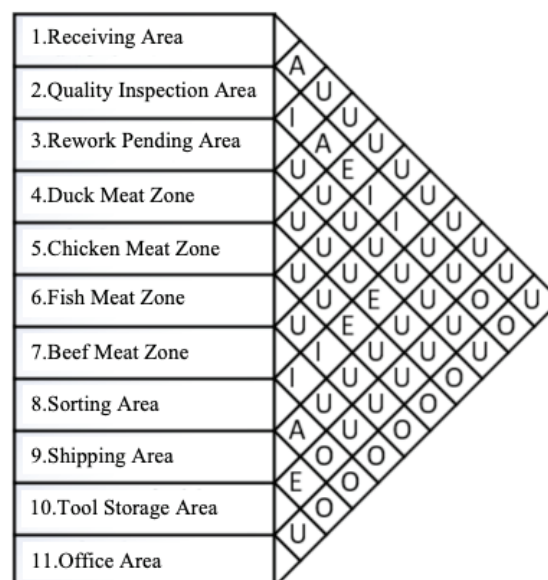 1.Receiving Area
A
2.Quality Inspection Area U
I U
3.Rework Pending Area A U
U E U
4.Duck Meat Zone U I U
U U I U
5.Chicken Meat Zone U U U U
U U U U U
6.Fish Meat Zone U E U O U
U E U U O
7.Beef Meat Zone I U U U
I U U O
8.Sorting Area U U O
A U O
9.Shipping Area O O
E O
10.Tool Storage Area O
U
11.Office Area